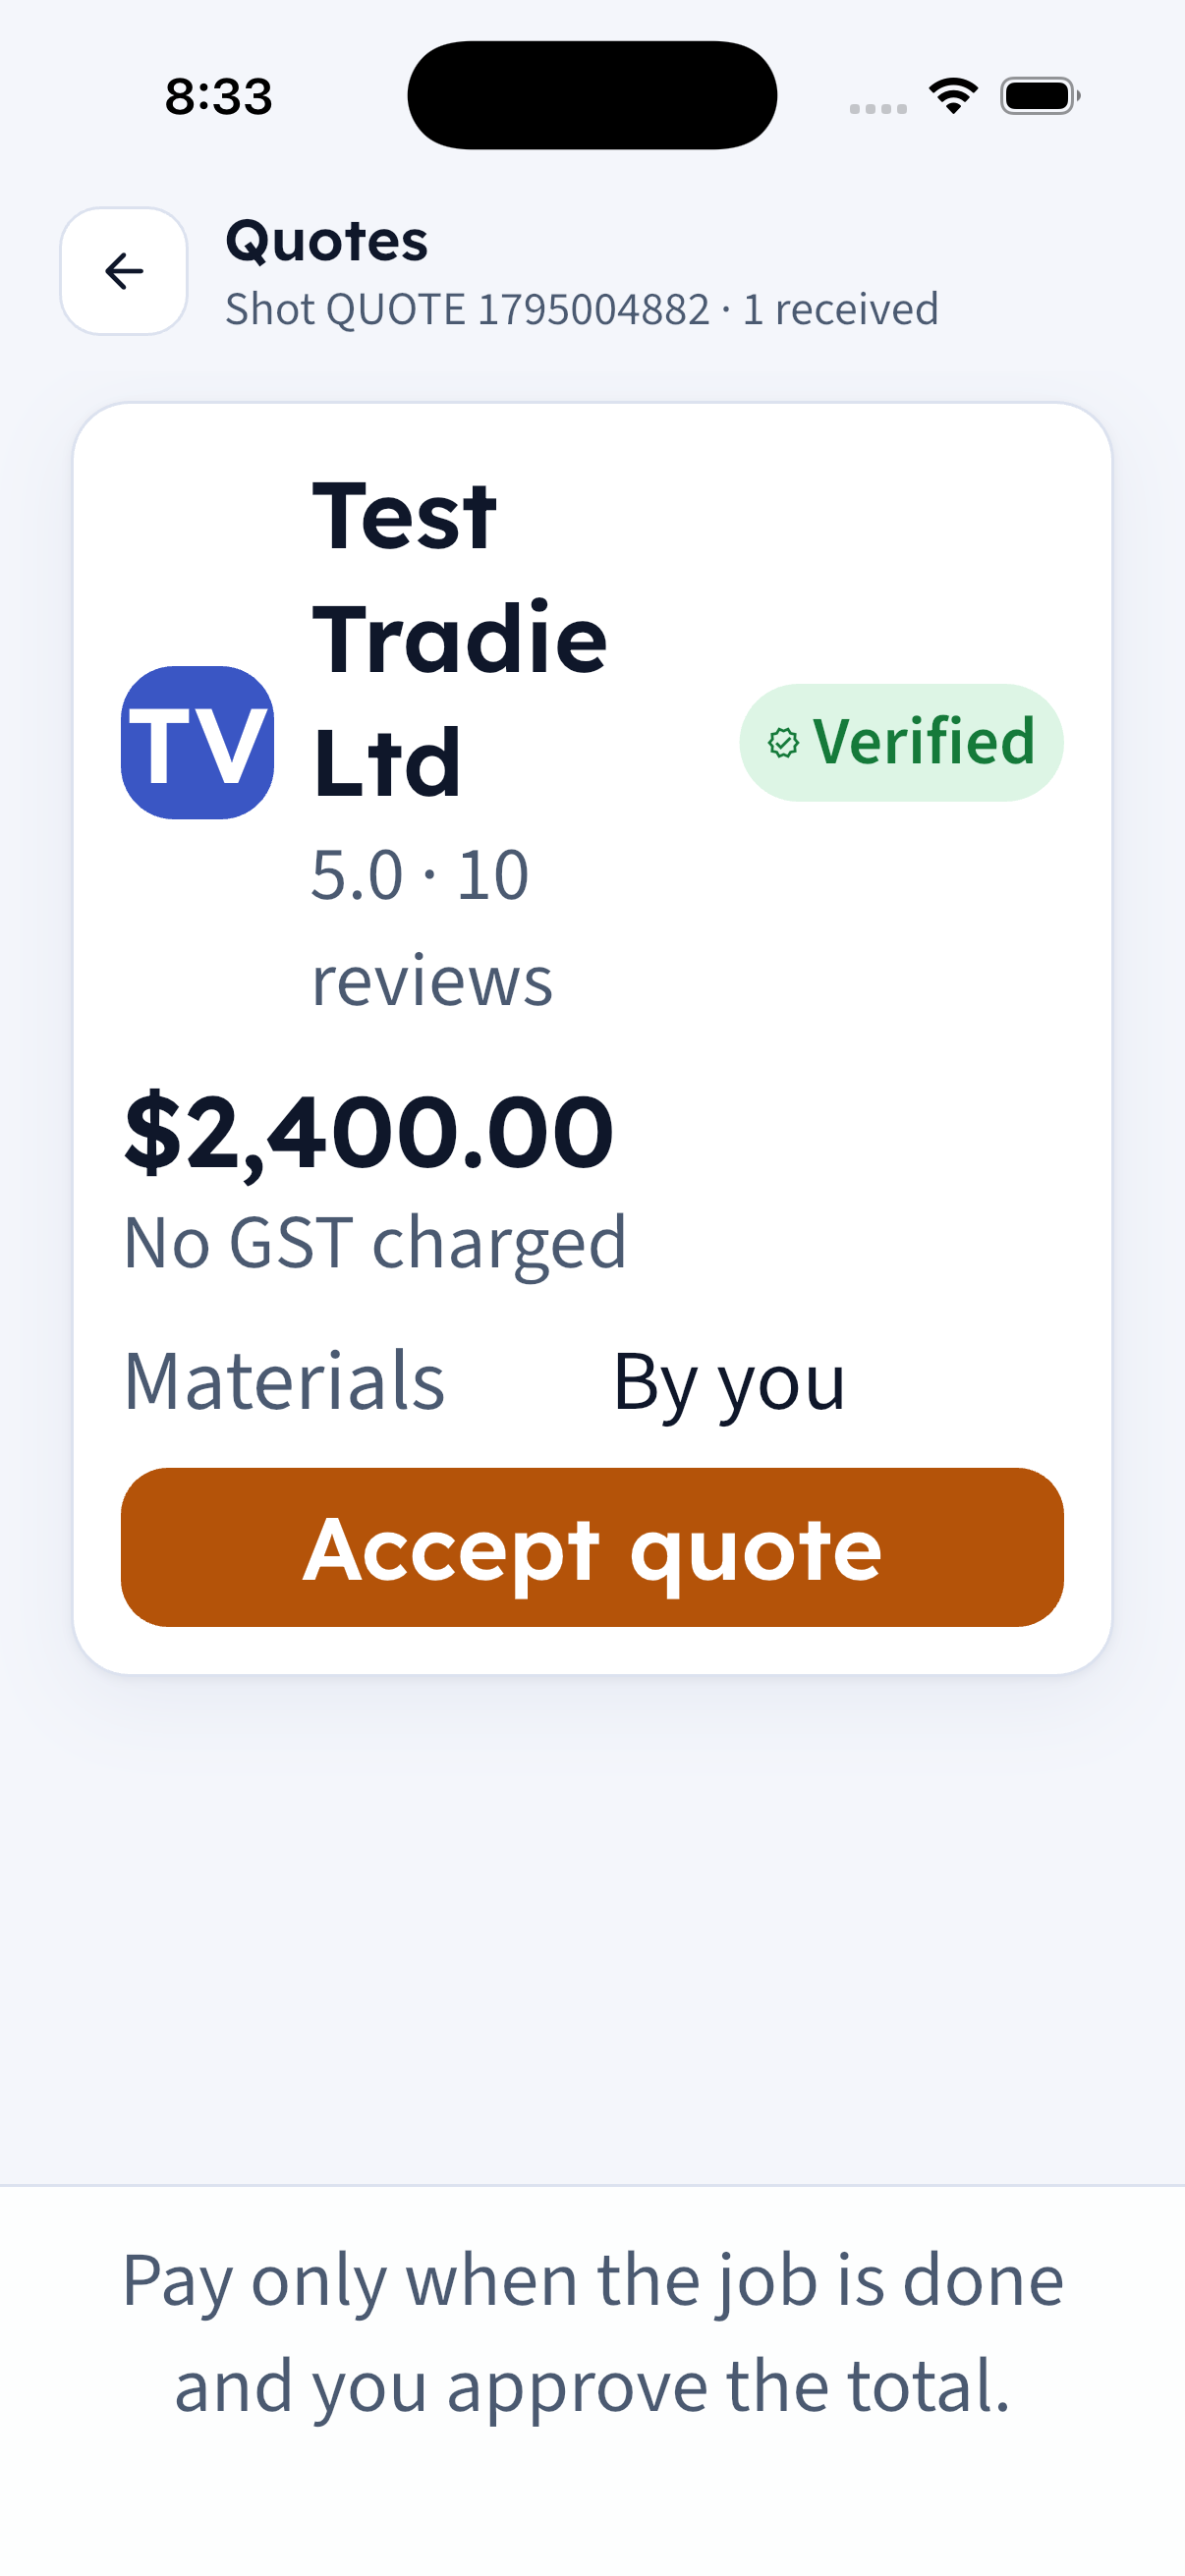 8:33
Quotes
Shot QUOTE 1795004882 · 1 received
Test
Tradie
Ltd
TV
Verified
5.0 · 10
reviews
$2,400.00
No GST charged
Materials By you
Accept quote
Pay only when the job is done
and you approve the total.